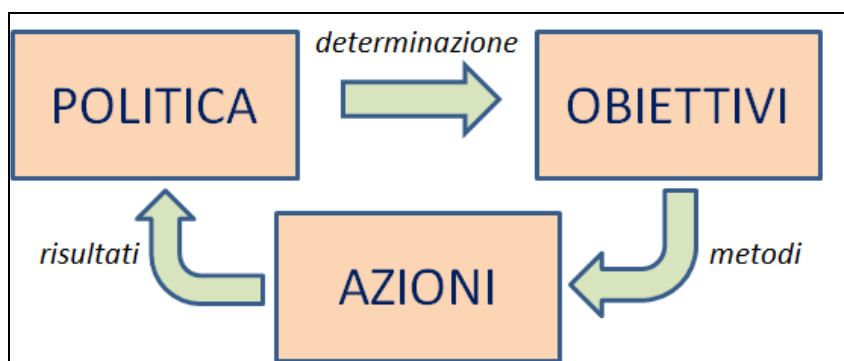 determinazione
POLITICA
OBIETTIVI
risultati
metodi
AZIONI